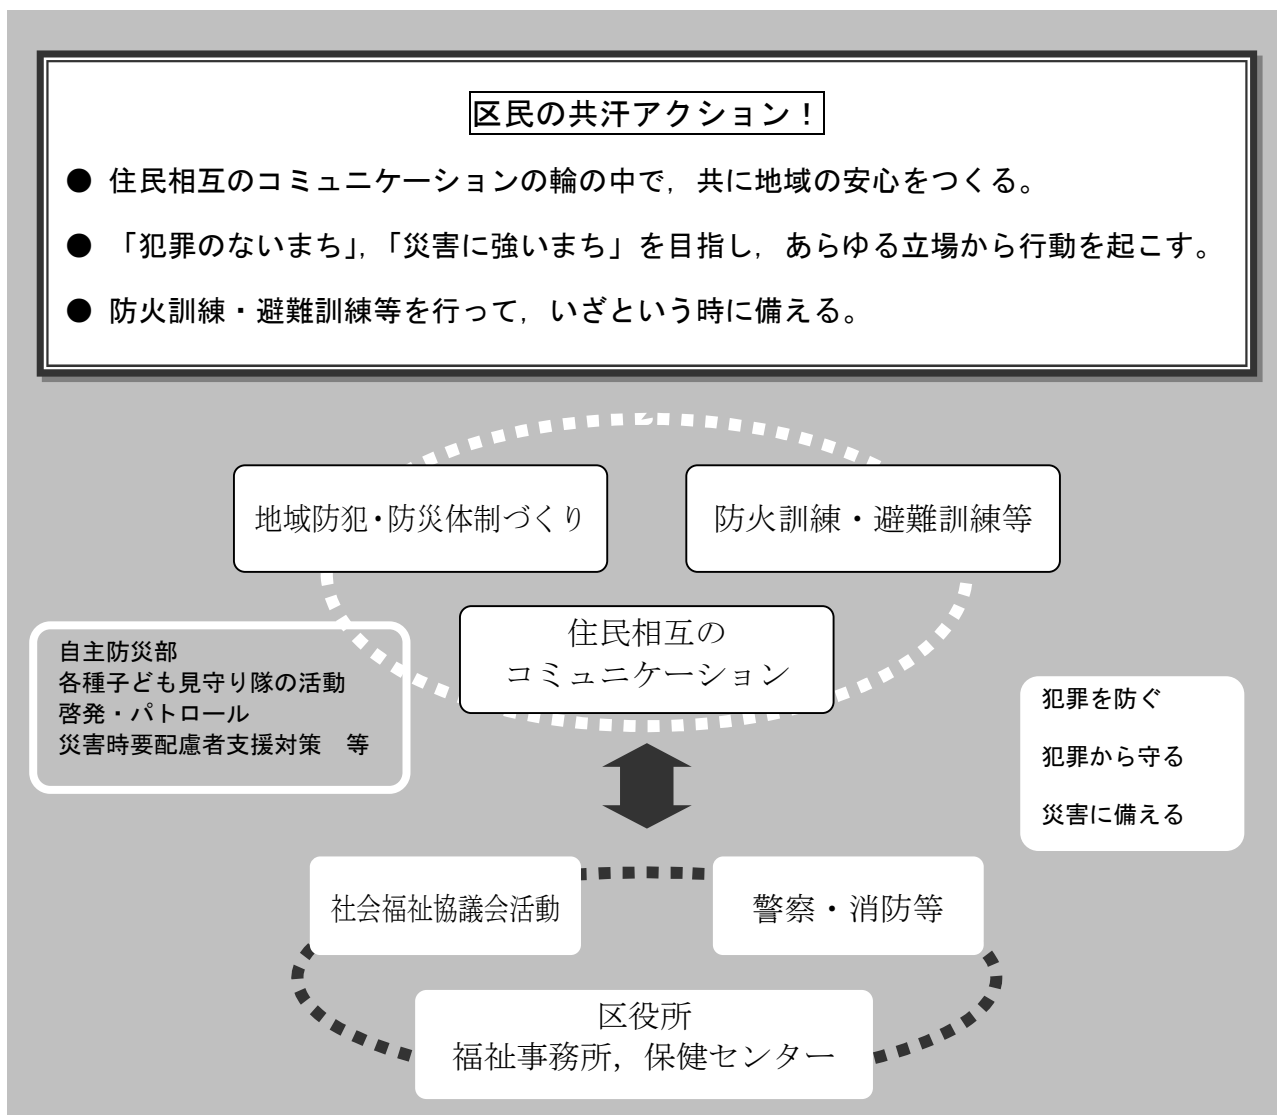 区民の共汗アクション！
● 住民相互のコミュニケーションの輪の中で，共に地域の安心をつくる。
● 「犯罪のないまち」，「災害に強いまち」を目指し，あらゆる立場から行動を起こす。
● 防火訓練・避難訓練等を行って，いざという時に備える。
地域防犯・防災体制づくり
防火訓練・避難訓練等
住民相互の
コミュニケーション
自主防災部
各種子ども見守り隊の活動
啓発・パトロール
災害時要配慮者支援対策　等
犯罪を防ぐ
犯罪から守る
災害に備える
社会福祉協議会活動
警察・消防等
区役所
福祉事務所，保健センター